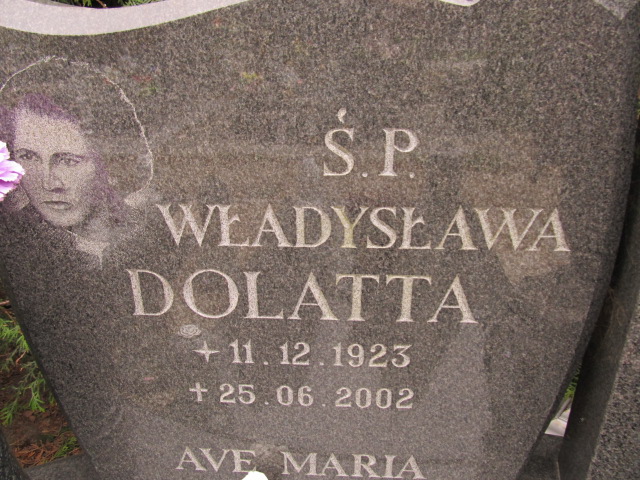 Ś.P.
WŁADYSŁAWA
DOLATTA
+ 11.12.1923
+ 25.06.2002
AVE MARIA